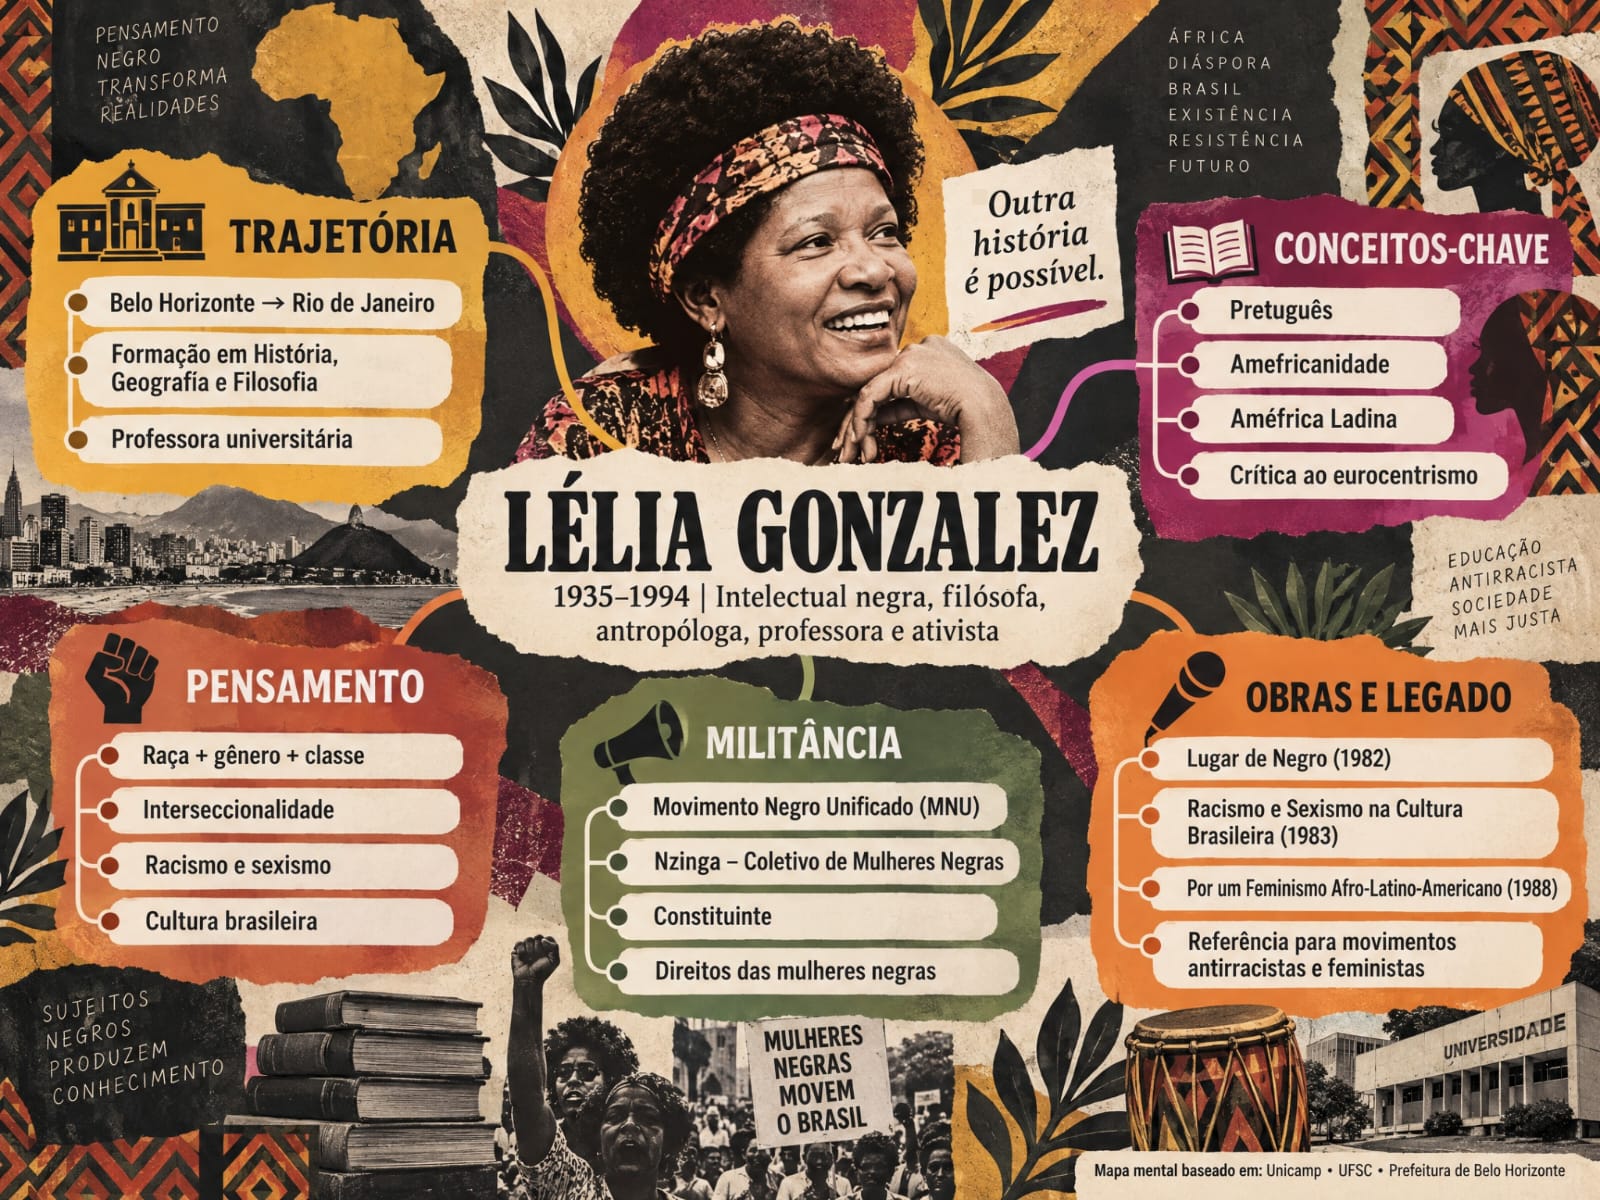 PENSAMENTO
NEGRO
TRANSFORMA
REALIDADES
ÁFRICA
DIÁSPORA
BRASIL
EXISTÊNCIA
RESISTÊNCIA
FUTURO
Outra
história
é possível.
TRAJETÓRIA
Belo Horizonte → Rio de Janeiro
Formação em História,
Geografia e Filosofia
Professora universitária
CONCEITOS-CHAVE
Pretuguês
Amefricanidade
Améfrica Ladina
Crítica ao eurocentrismo
LÉLIA GONZALEZ
1935–1994 | Intelectual negra, filósofa,
antropóloga, professora e ativista
EDUCAÇÃO
ANTIRRACISTA
SOCIEDADE
MAIS JUSTA
PENSAMENTO
Raça + gênero + classe
Interseccionalidade
Racismo e sexismo
Cultura brasileira
MILITÂNCIA
Movimento Negro Unificado (MNU)
Nzinga – Coletivo de Mulheres Negras
Constituinte
Direitos das mulheres negras
OBRAS E LEGADO
Lugar de Negro (1982)
Racismo e Sexismo na Cultura
Brasileira (1983)
Por um Feminismo Afro-Latino-Americano (1988)
Referência para movimentos
antirracistas e feministas
SUJEITOS
NEGROS
PRODUZEM
CONHECIMENTO
MULHERES
NEGRAS
MOVEM
O BRASIL
UNIVERSIDADE
Mapa mental baseado em: Unicamp • UFSC • Prefeitura de Belo Horizonte